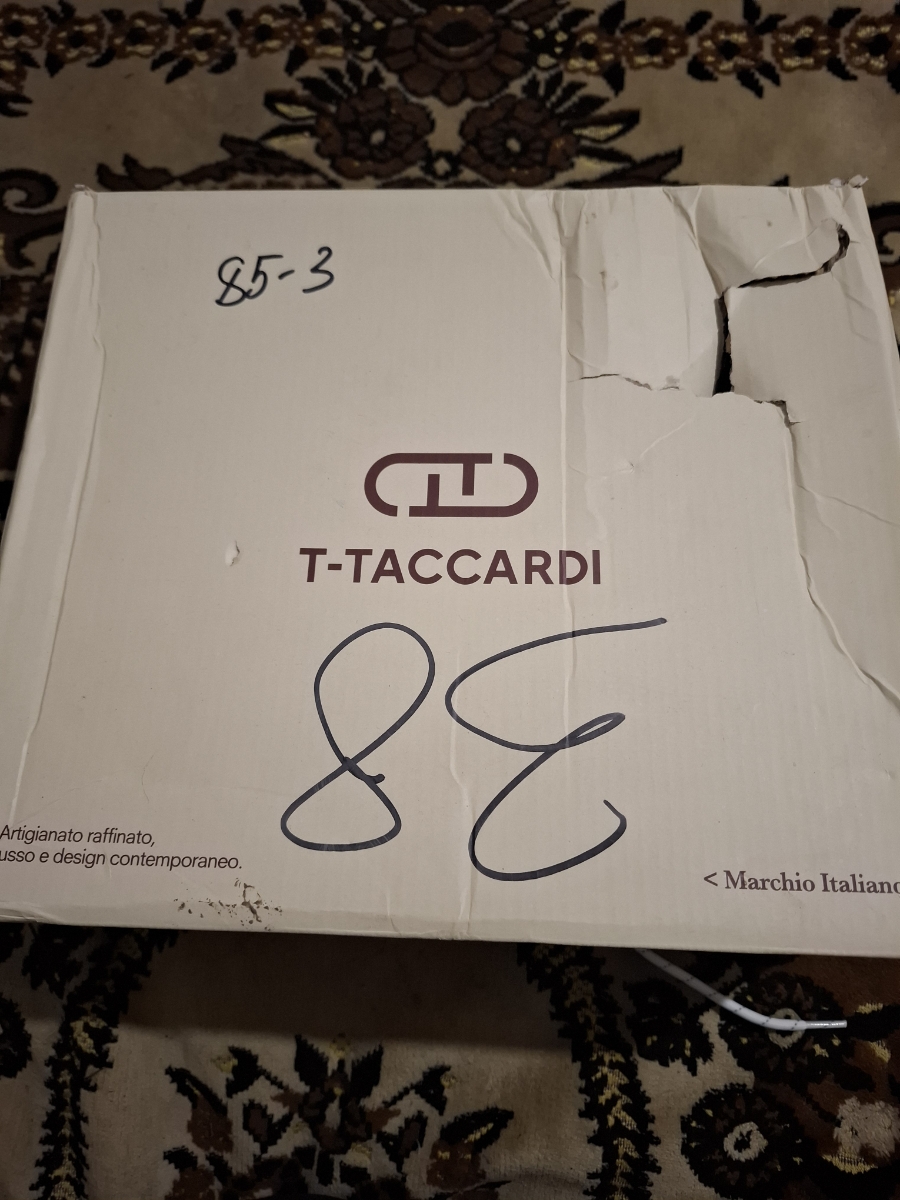 85-3
T-TACCARDI
8E
Artigianato raffinato,
usso e design contemporaneo.
< Marchio Italiano